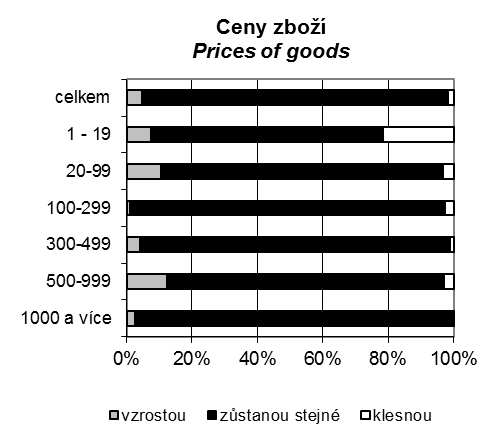 Ceny zboží
Prices of goods
celkem
1 - 19
20-99
100-299
300-499
500-999
1000 a více
0% 20% 40% 60% 80% 100%
vzrostou zůstanou stejné klesnou